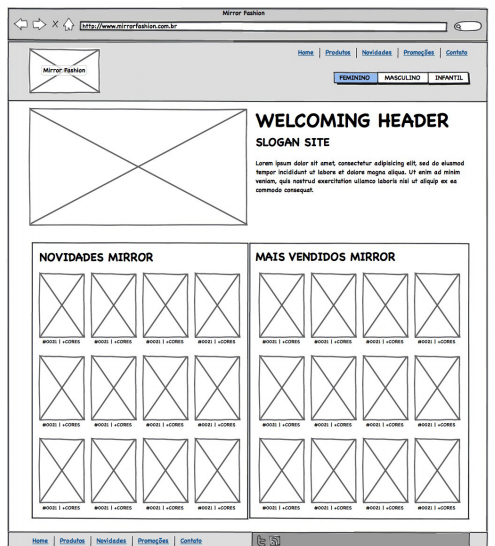 Mirror Fashion
http://www.mirrorfashion.com.br
Home | Produtos | Novidades | Promoções | Contato
Mirror Fashion
FEMININO MASCULINO INFANTIL
WELCOMING HEADER
SLOGAN SITE
Lorem ipsum dolor sit amet, consectetur adipisicing elit, sed do eiusmod
tempor incididunt ut labore et dolore magna aliqua. Ut enim ad minim
veniam, quis nostrud exercitation ullamco laboris nisi ut aliquip ex ea
commodo consequat.
NOVIDADES MIRROR
#0021 | +CORES #0021 | +CORES #0021 | +CORES #0021 | +CORES
#0021 | +CORES #0021 | +CORES #0021 | +CORES #0021 | +CORES
#0021 | +CORES #0021 | +CORES #0021 | +CORES #0021 | +CORES
MAIS VENDIDOS MIRROR
#0021 | +CORES #0021 | +CORES #0021 | +CORES #0021 | +CORES
#0021 | +CORES #0021 | +CORES #0021 | +CORES #0021 | +CORES
#0021 | +CORES #0021 | +CORES #0021 | +CORES #0021 | +CORES
Home | Produtos | Novidades | Promoções | Contato